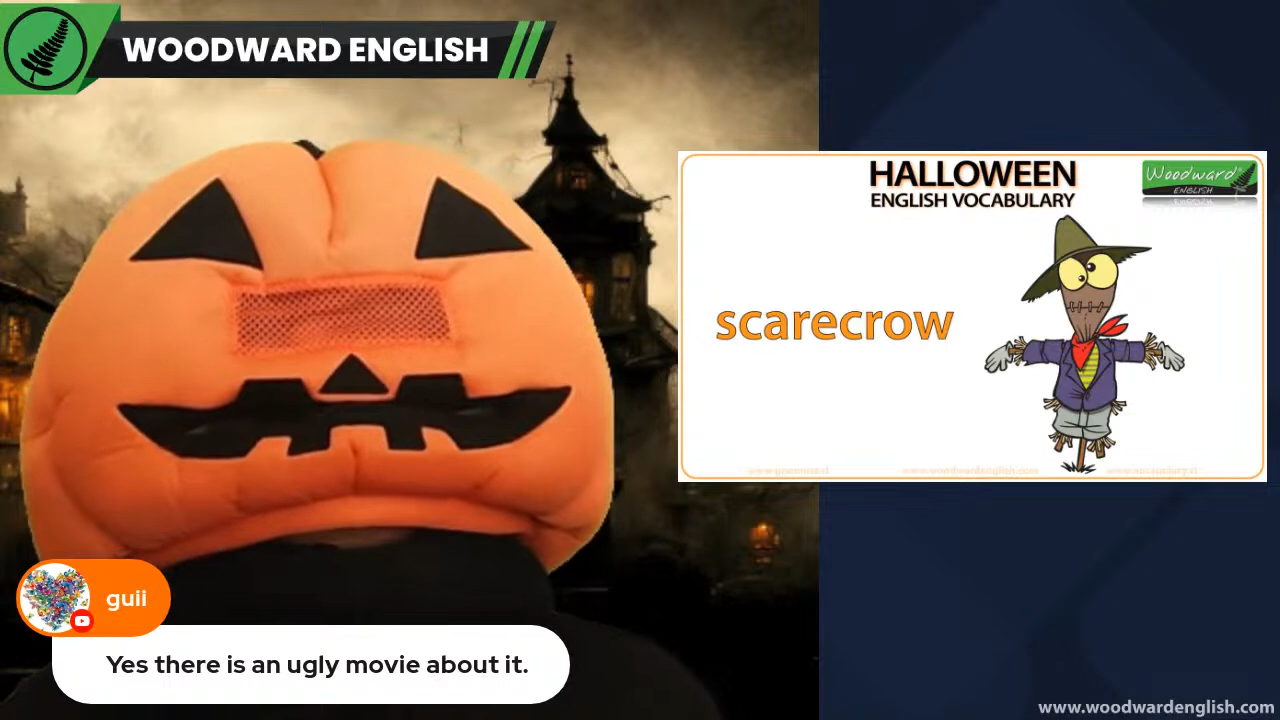 WOODWARD ENGLISH
HALLOWEEN
ENGLISH VOCABULARY
Woodward
ENGLISH
scarecrow
guii
Yes there is an ugly movie about it.
www.woodwardenglish.com